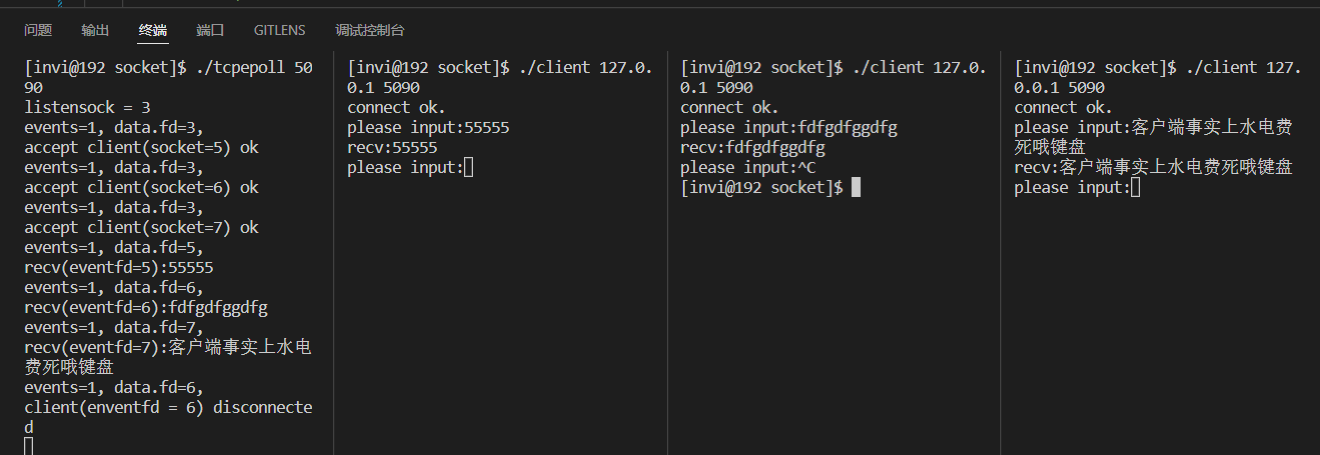 问题 输出 终端 端口 GITLENS 调试控制台
[invi@192 socket]$ ./tcpepoll 50
90
listensock = 3
events=1, data.fd=3,
accept client(socket=5) ok
events=1, data.fd=3,
accept client(socket=6) ok
events=1, data.fd=3,
accept client(socket=7) ok
events=1, data.fd=5,
recv(eventfd=5):55555
events=1, data.fd=6,
recv(eventfd=6):fdfgdfggdfg
events=1, data.fd=7,
recv(eventfd=7):客户端事实上水电
费死哦键盘
events=1, data.fd=6,
client(enventfd = 6) disconnecte
d
[invi@192 socket]$ ./client 127.0.
0.1 5090
connect ok.
please input:55555
recv:55555
please input:
[invi@192 socket]$ ./client 127.0.
0.1 5090
connect ok.
please input:fdfgdfggdfg
recv:fdfgdfggdfg
please input:^C
[invi@192 socket]$
[invi@192 socket]$ ./client 127.
0.0.1 5090
connect ok.
please input:客户端事实上水电费
死哦键盘
recv:客户端事实上水电费死哦键盘
please input: